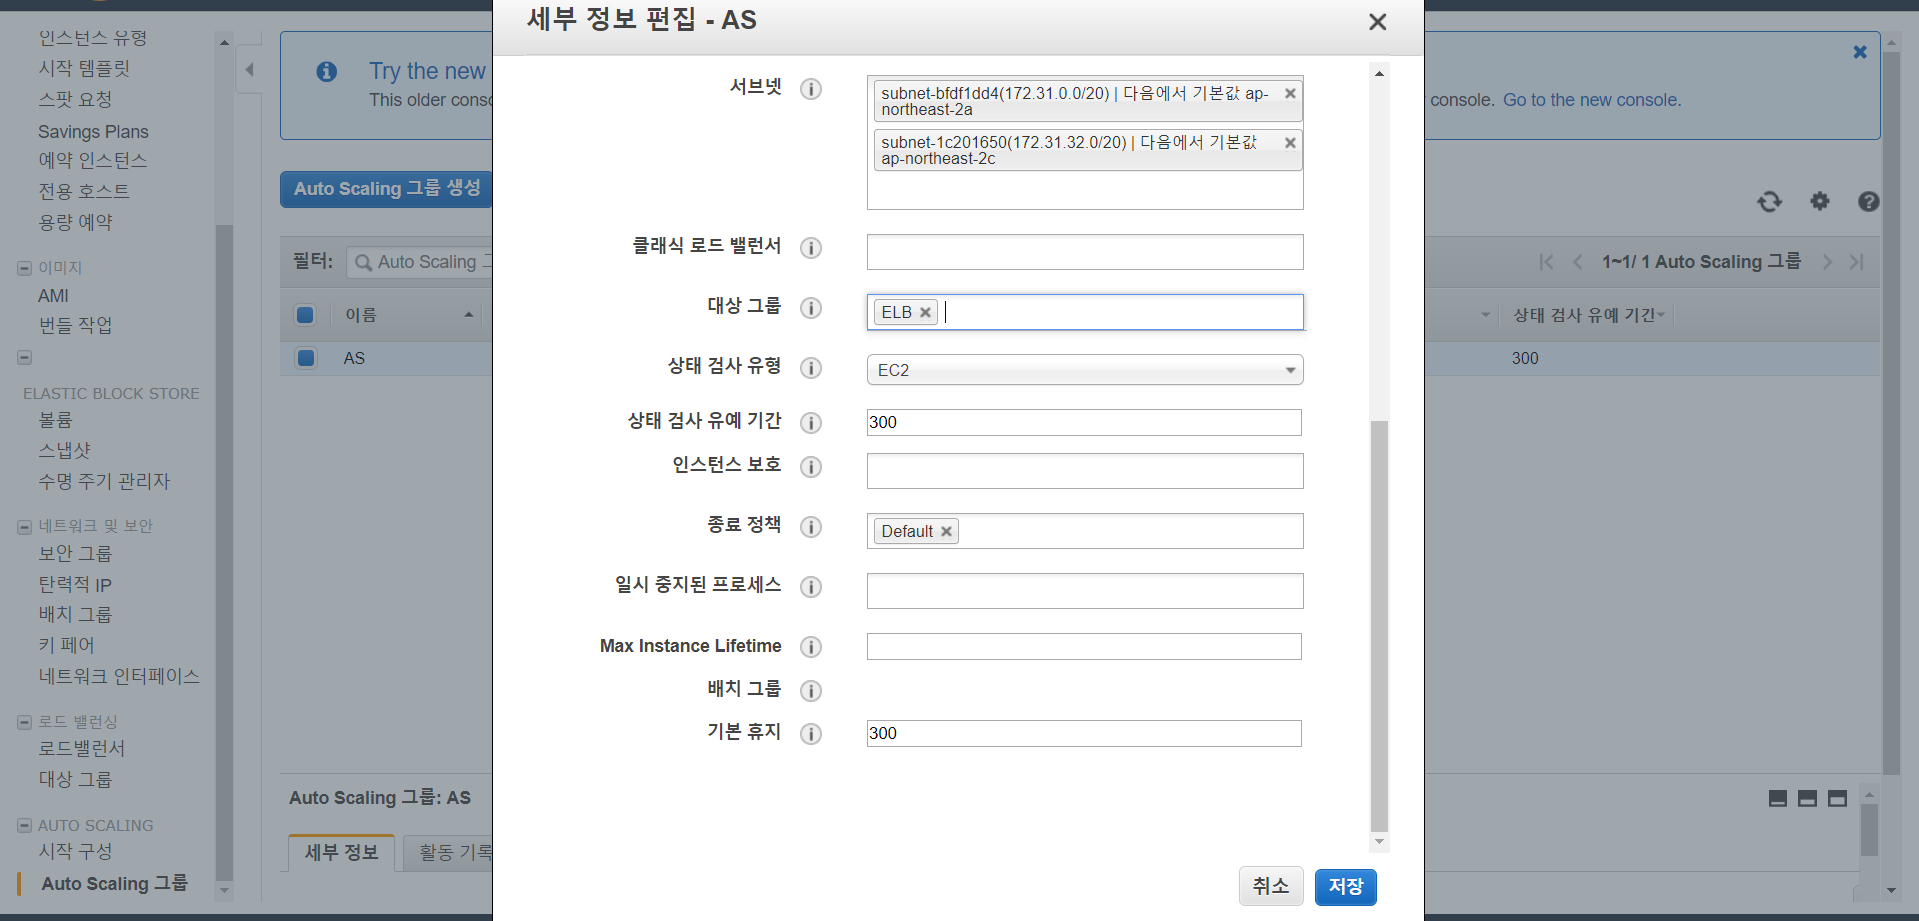 세부 정보 편집 - AS
인스턴스 유형
시작 템플릿
스팟 요청
Savings Plans
예약 인스턴스
전용 호스트
용량 예약
이미지
AMI
번들 작업
ELASTIC BLOCK STORE
볼륨
스냅샷
수명 주기 관리자
네트워크 및 보안
보안 그룹
탄력적 IP
배치 그룹
키 페어
네트워크 인터페이스
로드 밸런싱
로드밸런서
대상 그룹
AUTO SCALING
시작 구성
Auto Scaling 그룹
Try the new
This older conso
console. Go to the new console.
Auto Scaling 그룹 생성
필터:
Auto Scaling
1~1/ 1 Auto Scaling 그룹
이름
상태 검사 유예 기간
AS
300
Auto Scaling 그룹: AS
세부 정보
활동 기록
서브넷
subnet-bfdf1dd4(172.31.0.0/20) | 다음에서 기본값 ap-
northeast-2a
subnet-1c201650(172.31.32.0/20) | 다음에서 기본값
ap-northeast-2c
클래식 로드 밸런서
대상 그룹
ELB
상태 검사 유형
EC2
상태 검사 유예 기간
300
인스턴스 보호
종료 정책
Default
일시 중지된 프로세스
Max Instance Lifetime
배치 그룹
기본 휴지
300
취소
저장